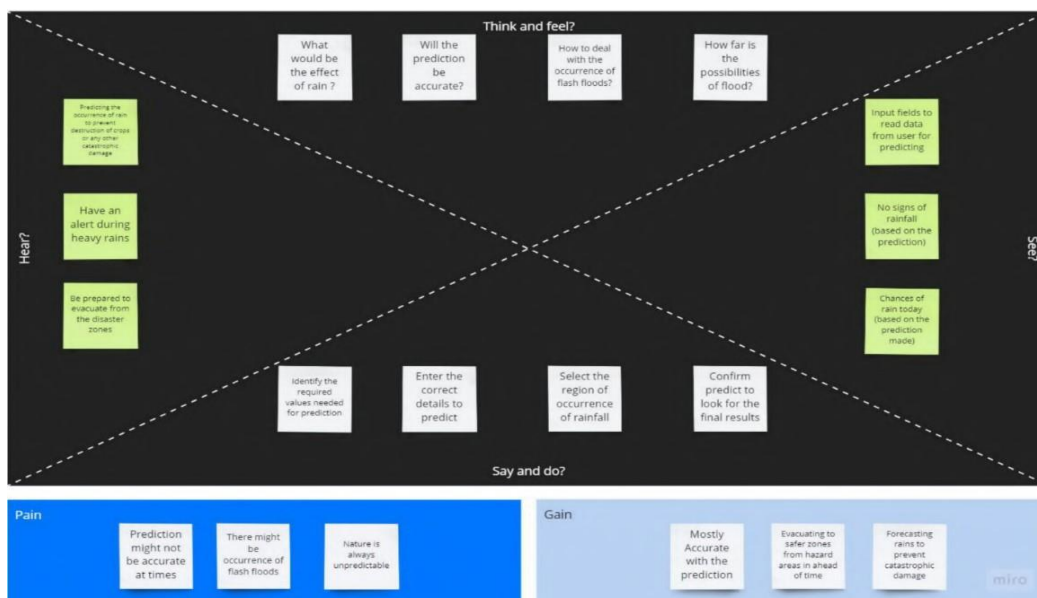 Think and feel?
What
would be
the effect
of rain ?
Will the
prediction
be
accurate?
How to deal
with the
occurrence of
flash floods?
How far is
the
possibilities
of flood?
Hear?
Predicting the
occurrence of rain
to prevent
destruction of crops
or any other
catastrophic
damage
Have an
alert during
heavy rains
Be prepared to
evacuate from
the disaster
zones
See?
Input fields to
read data
from user for
predicting
No signs of
rainfall
(based on the
prediction)
Chances of
rain today
(based on the
prediction
made)
Identify the
required
values needed
for prediction
Enter the
correct
details to
predict
Select the
region of
occurrence
of rainfall
Confirm
predict to
look for the
final results
Say and do?
Pain
Prediction
might not
be accurate
at times
There might
be
occurrence of
flash floods
Nature is
always
unpredictable
Gain
Mostly
Accurate
with the
prediction
Evacuating to
safer zones
from hazard
areas in ahead
of time
Forecasting
rains to
prevent
catastrophic
damage
miro